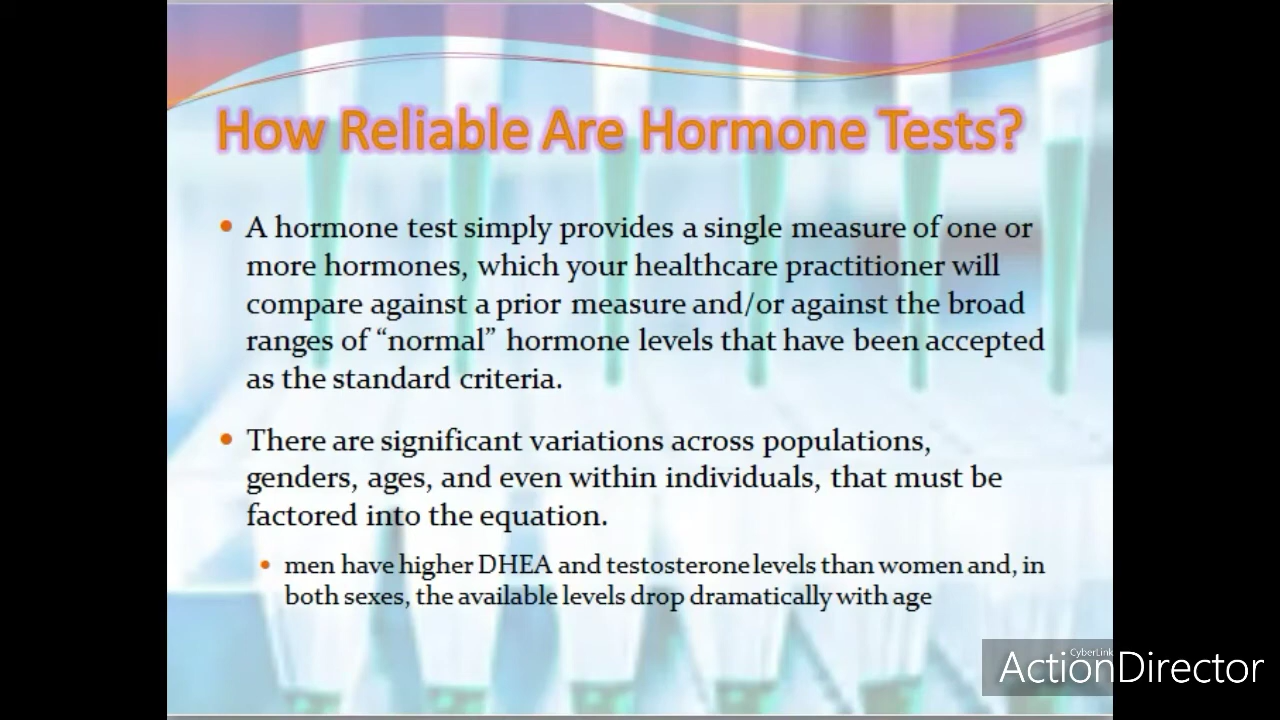 How Reliable Are Hormone Tests?
• A hormone test simply provides a single measure of one or
more hormones, which your healthcare practitioner will
compare against a prior measure and/or against the broad
ranges of “normal” hormone levels that have been accepted
as the standard criteria.
• There are significant variations across populations,
genders, ages, and even within individuals, that must be
factored into the equation.
• men have higher DHEA and testosterone levels than women and, in
both sexes, the available levels drop dramatically with age
CyberLink
ActionDirector